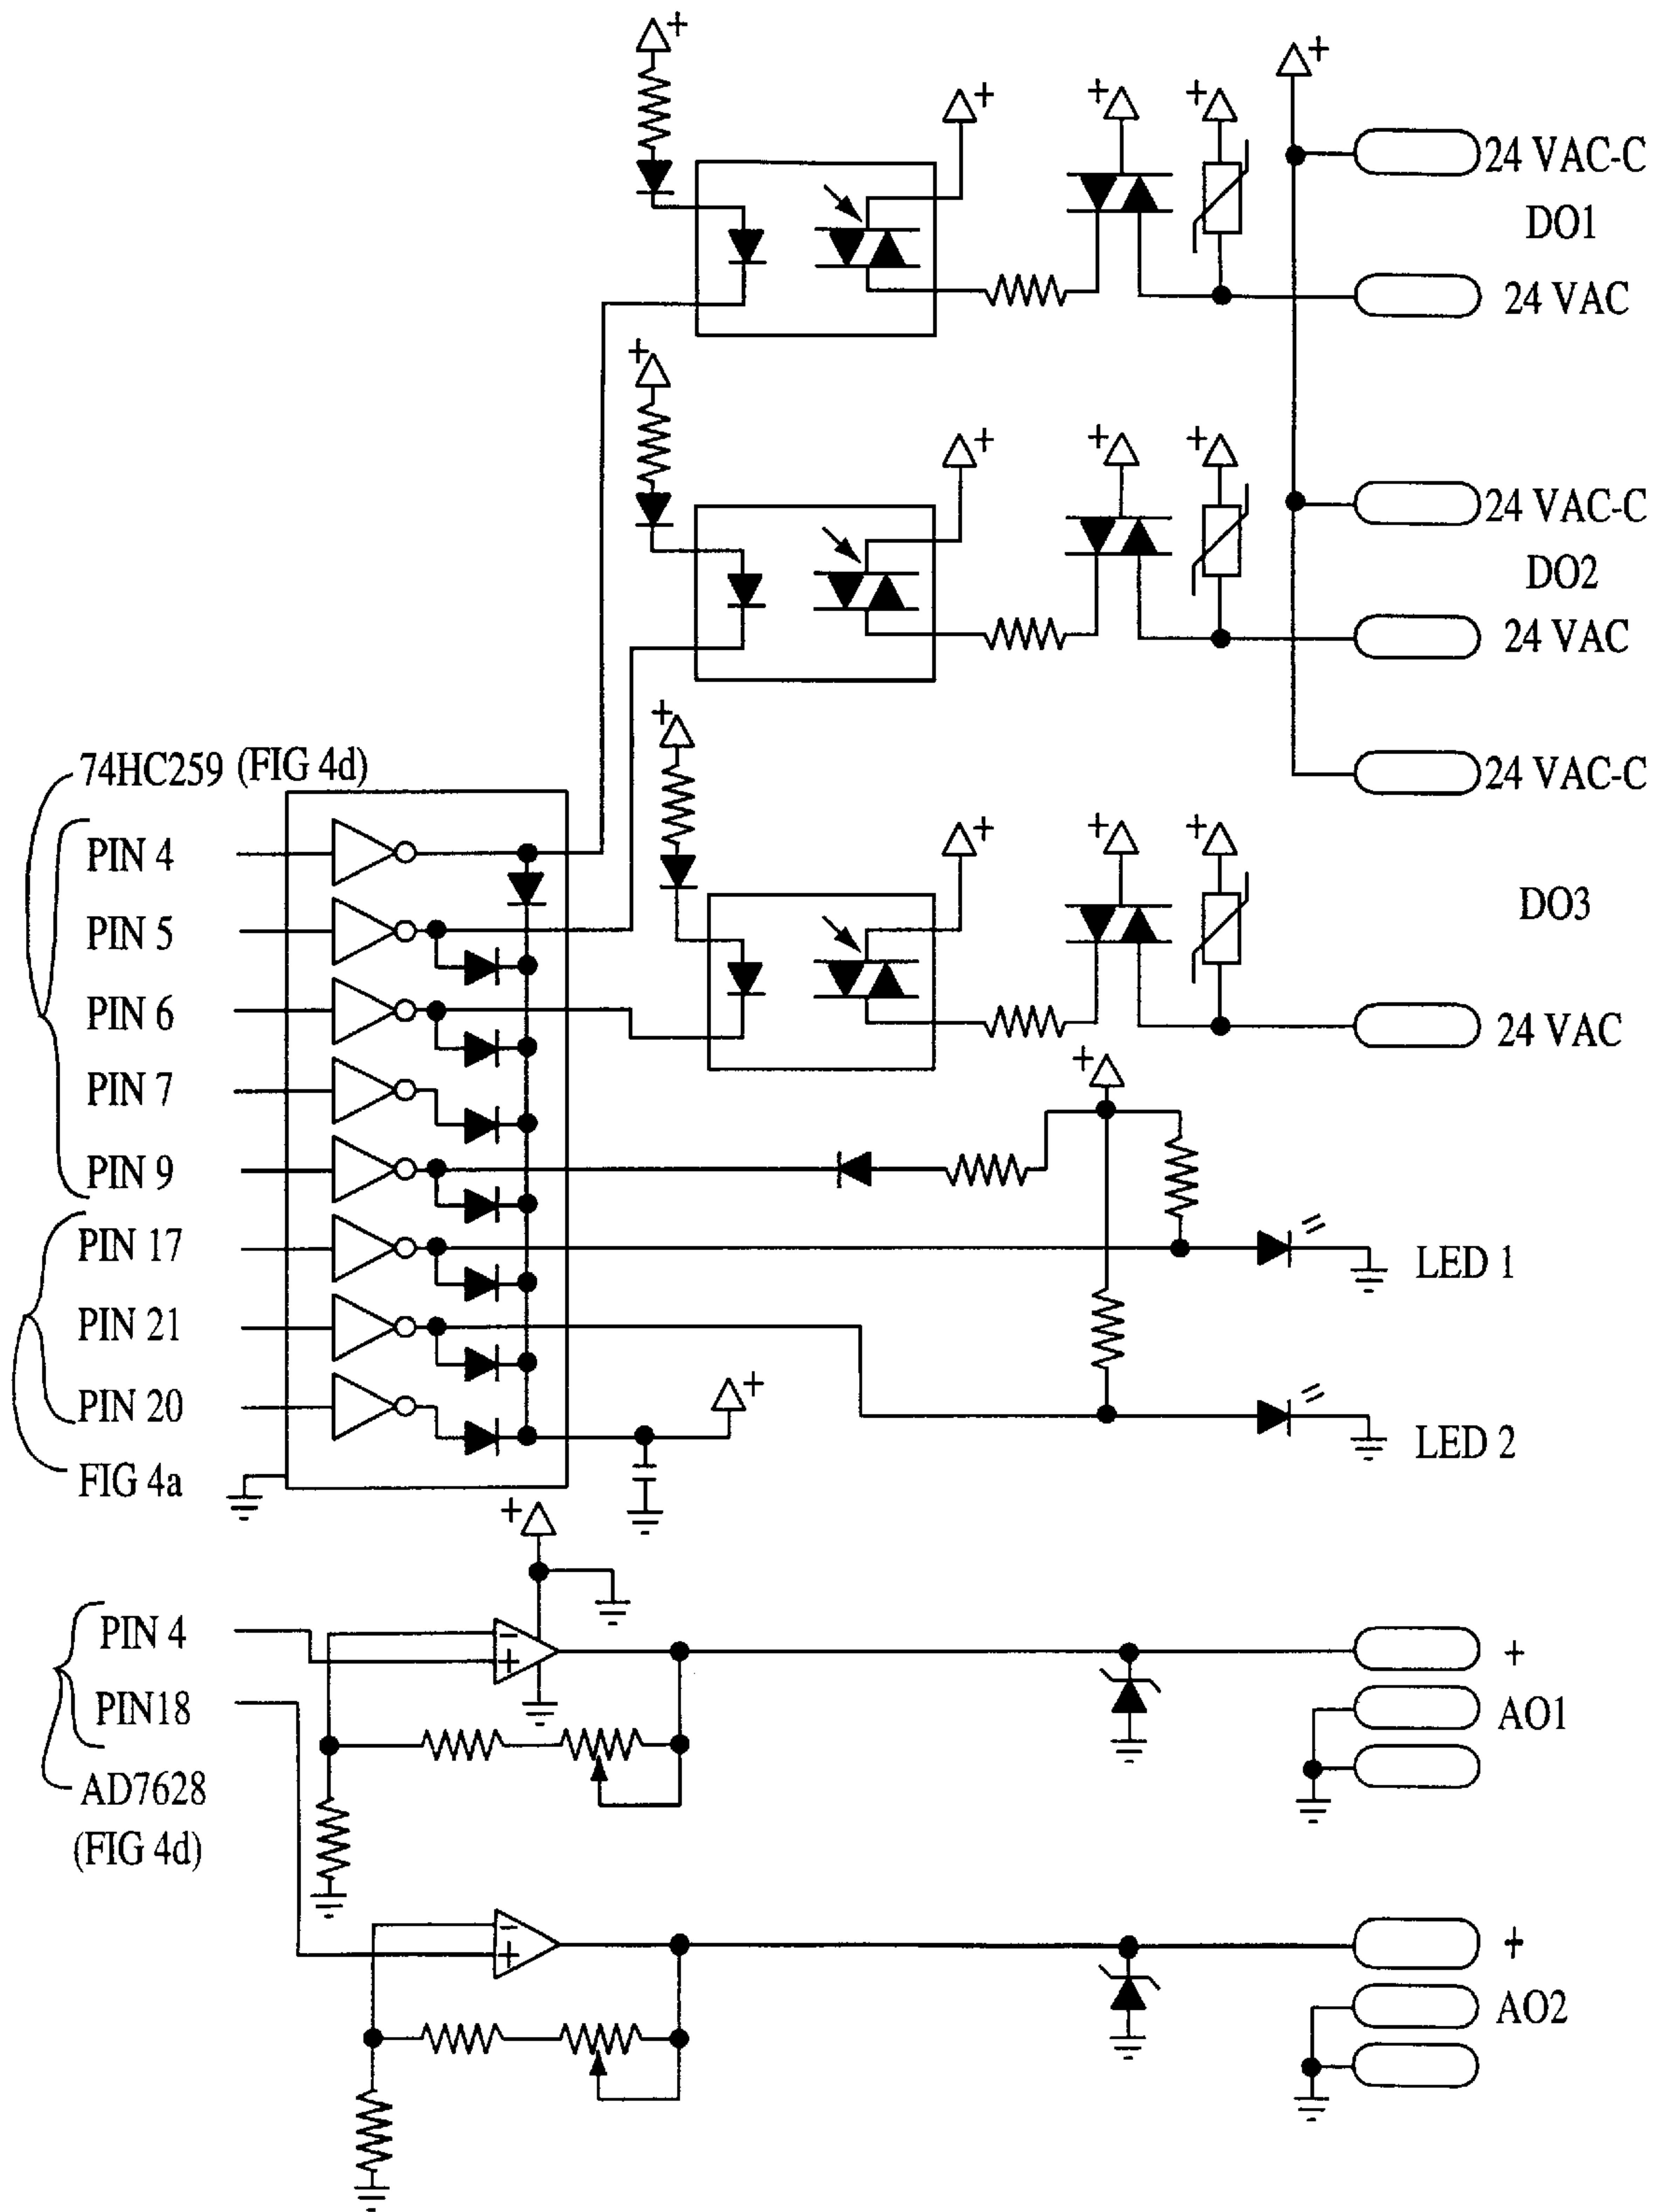 +
+
+
+
+
24 VAC-C
DO1
24 VAC
+
+
+
+
24 VAC-C
DO2
24 VAC
+
24 VAC-C
74HC259 (FIG 4d)
+
+
+
PIN 4
DO3
PIN 5
PIN 6
24 VAC
+
PIN 7
PIN 9
PIN 17
LED 1
PIN 21
+
PIN 20
LED 2
FIG 4a
+
PIN 4
−
+
+
PIN18
AO1
AD7628
(FIG 4d)
−
+
+
AO2